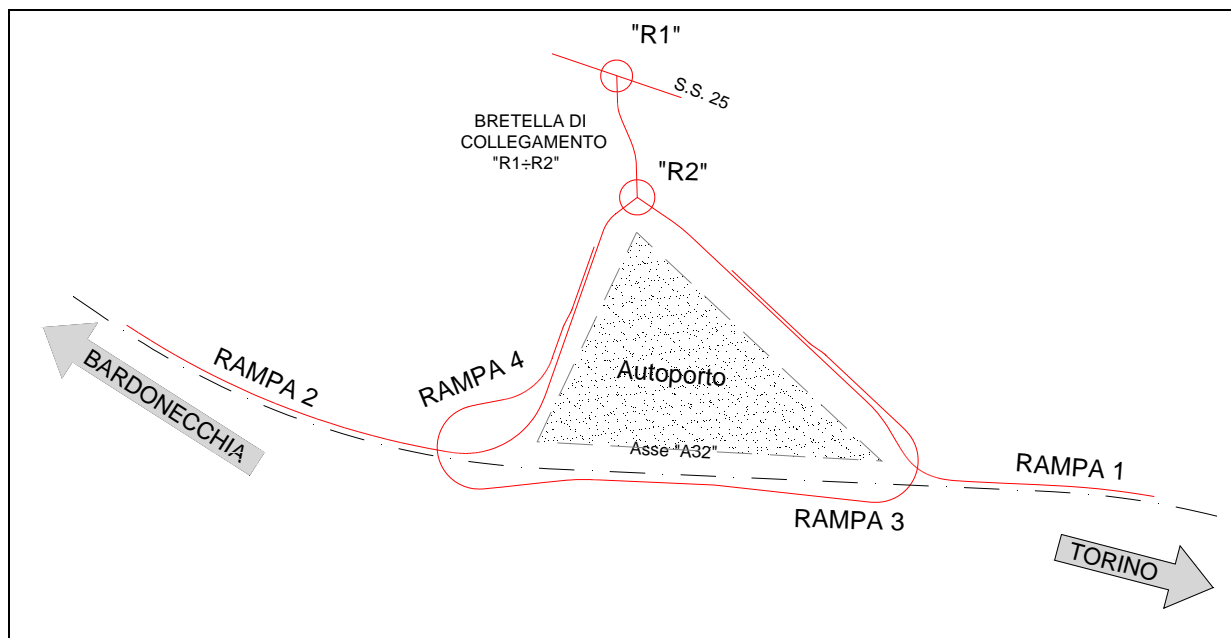 "R1"
S.S. 25
BRETELLA DI
COLLEGAMENTO
"R1÷R2"
"R2"
RAMPA 2
BARDONECCHIA
RAMPA 4
Autoporto
Asse "A32"
RAMPA 1
RAMPA 3
TORINO